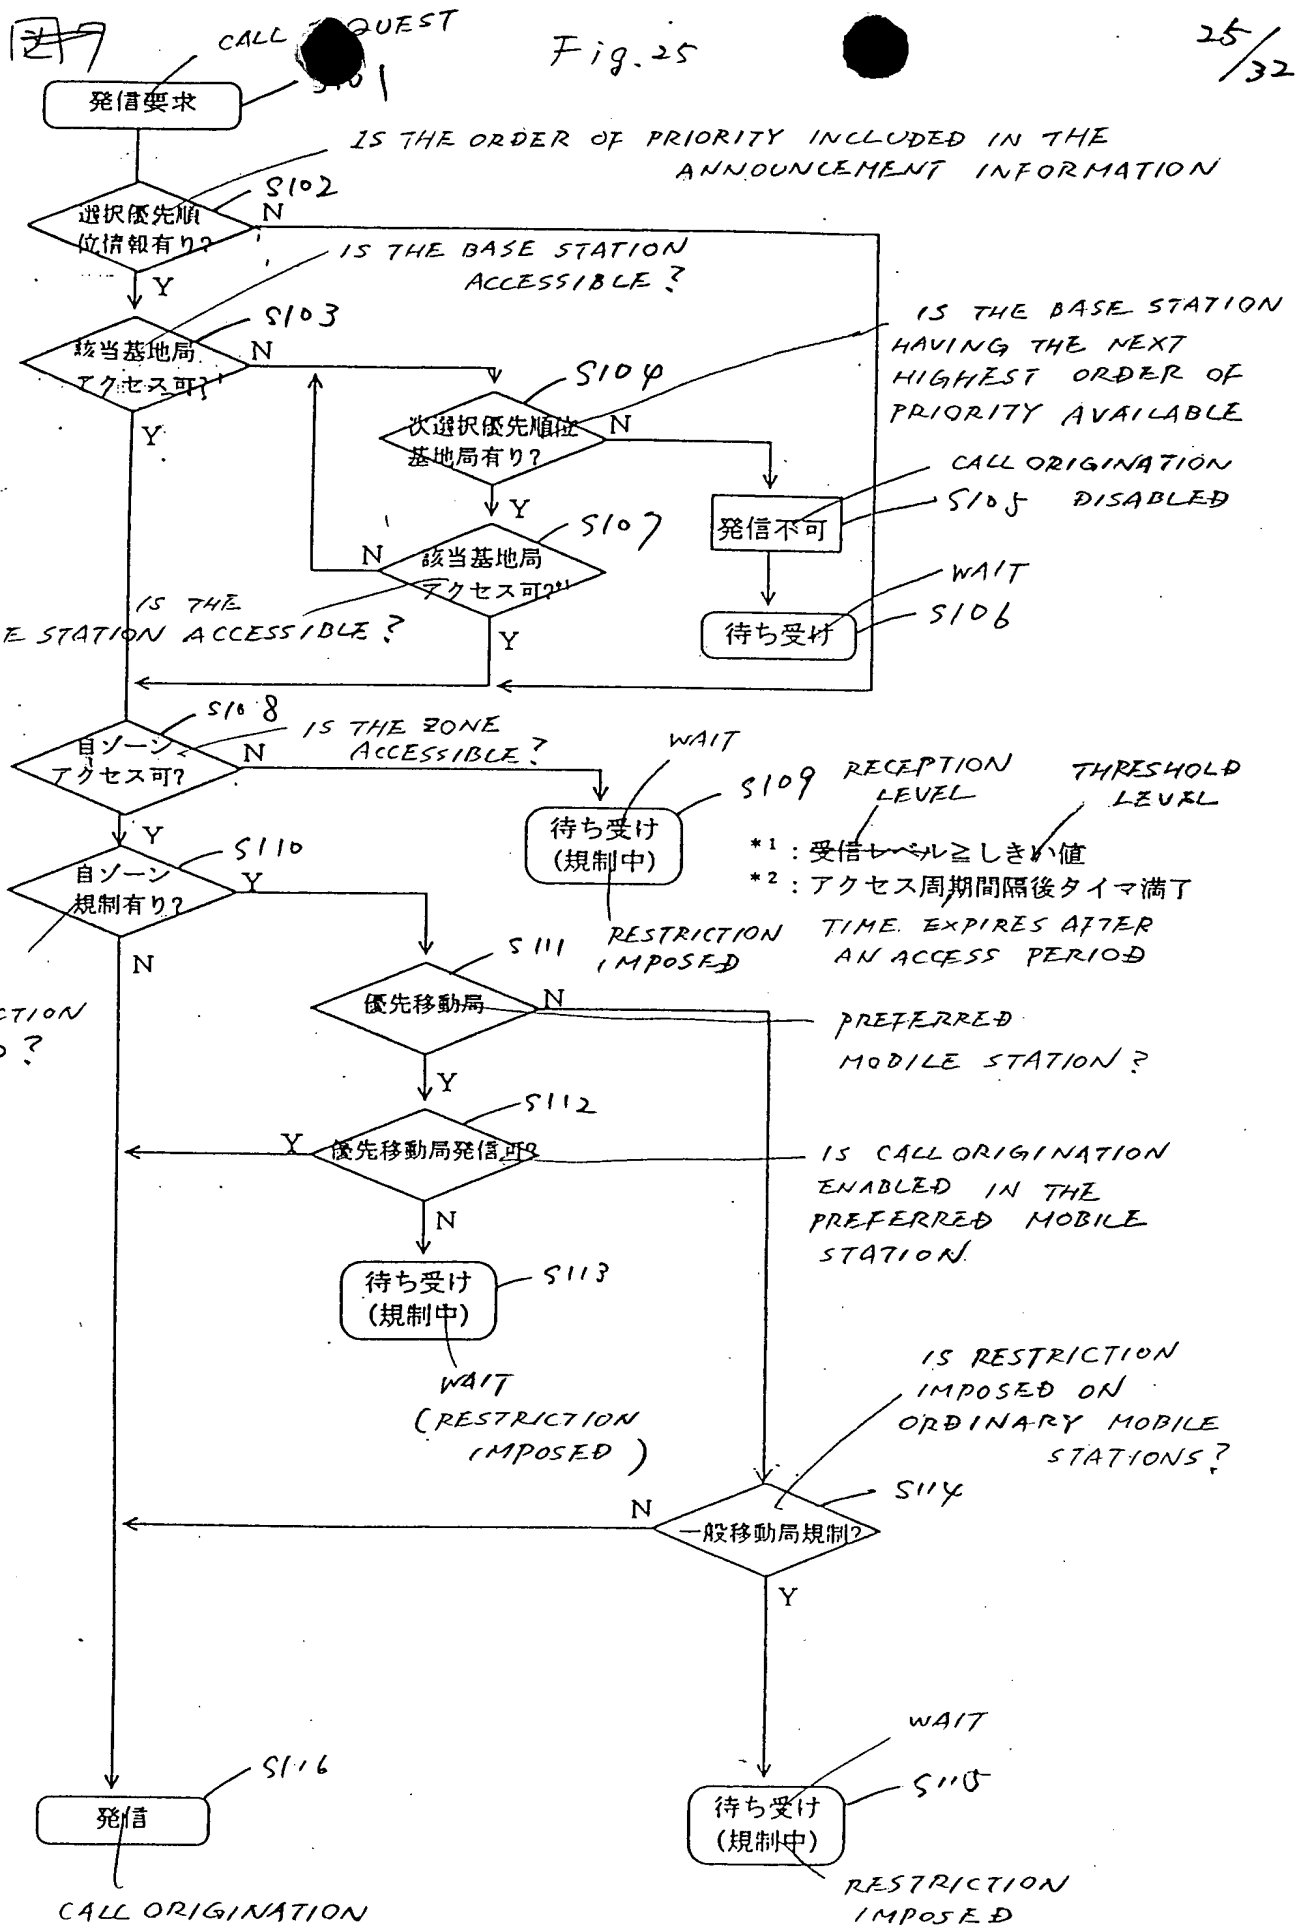 図7
CALL QUEST
Fig.25
25/32
発信要求
IS THE ORDER OF PRIORITY INCLUDED IN THE
ANNOUNCEMENT INFORMATION
S102
選択優先順
位情報有り?
N
Y
IS THE BASE STATION
ACCESSIBLE?
S103
該当基地局
アクセス可?
N
Y
IS THE BASE STATION
HAVING THE NEXT
HIGHEST ORDER OF
PRIORITY AVAILABLE
S104
次選択優先順位
基地局有り?
N
Y
CALL ORIGINATION
DISABLED
S105
発信不可
S107
該当基地局
アクセス可?*1
N
Y
IS THE
E STATION ACCESSIBLE?
WAIT
S106
待ち受け
S108
自ゾーン
アクセス可?
N
Y
IS THE ZONE
ACCESSIBLE?
WAIT
S109
待ち受け
(規制中)
RESTRICTION
IMPOSED
RECEPTION
LEVEL
THRESHOLD
LEVEL
*1:受信レベル≧しきい値
*2:アクセス周期間隔後タイマ満了
TIME EXPIRES AFTER
AN ACCESS PERIOD
S110
自ゾーン
規制有り?
Y
N
CTION
D?
S111
優先移動局
N
Y
PREFERRED
MODILE STATION?
S112
優先移動局発信可?
Y
N
IS CALL ORIGINATION
ENABLED IN THE
PREFERRED MOBILE
STATION
S113
待ち受け
(規制中)
WAIT
(RESTRICTION
IMPOSED)
IS RESTRICTION
IMPOSED ON
ORDINARY MOBILE
STATIONS?
S114
一般移動局規制?
N
Y
WAIT
S115
待ち受け
(規制中)
RESTRICTION
IMPOSED
S116
発信
CALL ORIGINATION